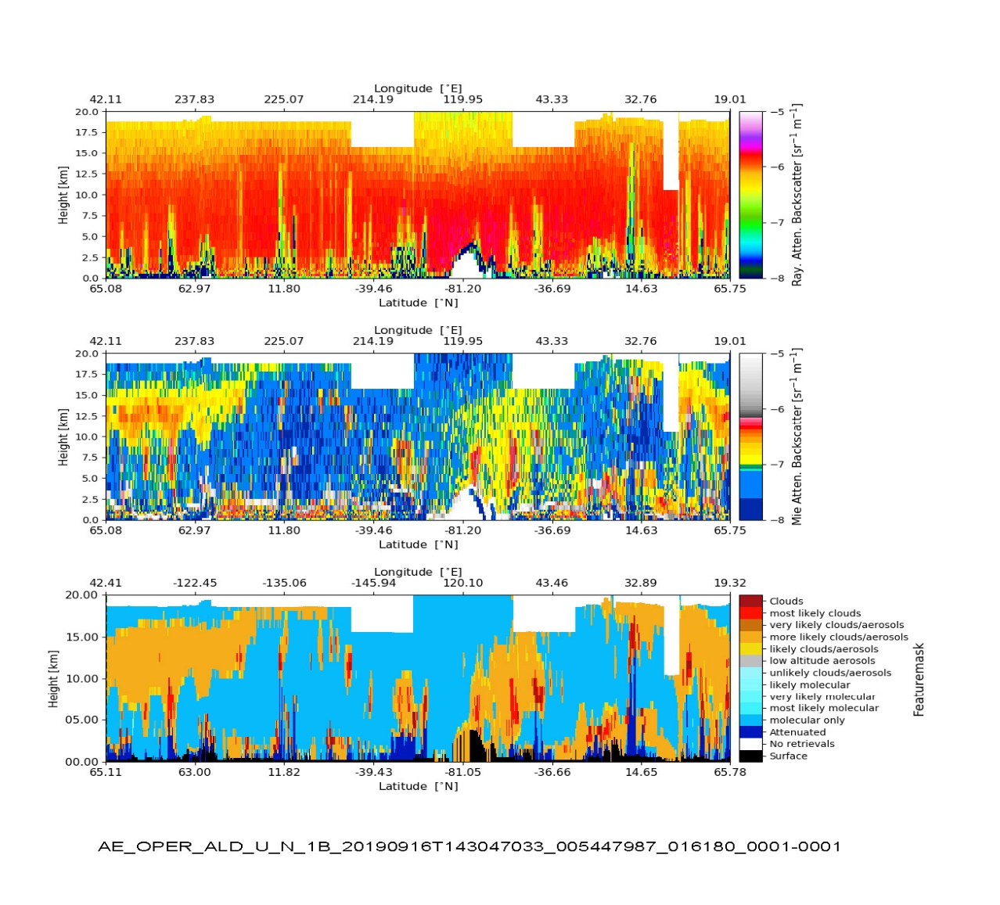 Longitude [°E]
42.11 237.83 225.07 214.19 119.95 43.33 32.76 19.01
20.0
17.5
15.0
12.5
10.0
7.5
5.0
2.5
0.0
Height [km]
65.08 62.97 11.80 -39.46 -81.20 -36.69 14.63 65.75
Latitude [°N]
−5
−6
−7
−8
Ray. Atten. Backscatter [sr⁻¹ m⁻¹]
Longitude [°E]
42.11 237.83 225.07 214.19 119.95 43.33 32.76 19.01
20.0
17.5
15.0
12.5
10.0
7.5
5.0
2.5
0.0
Height [km]
65.08 62.97 11.80 -39.46 -81.20 -36.69 14.63 65.75
Latitude [°N]
−5
−6
−7
−8
Mie Atten. Backscatter [sr⁻¹ m⁻¹]
Longitude [°E]
42.41 -122.45 -135.06 -145.94 120.10 43.46 32.89 19.32
20.00
15.00
10.00
05.00
00.00
Height [km]
65.11 63.00 11.82 -39.43 -81.05 -36.66 14.65 65.78
Latitude [°N]
Clouds
most likely clouds
very likely clouds/aerosols
more likely clouds/aerosols
likely clouds/aerosols
low altitude aerosols
unlikely clouds/aerosols
likely molecular
very likely molecular
most likely molecular
molecular only
Attenuated
No retrievals
Surface
Featuremask
AE_OPER_ALD_U_N_1B_20190916T143047033_005447987_016180_0001-0001